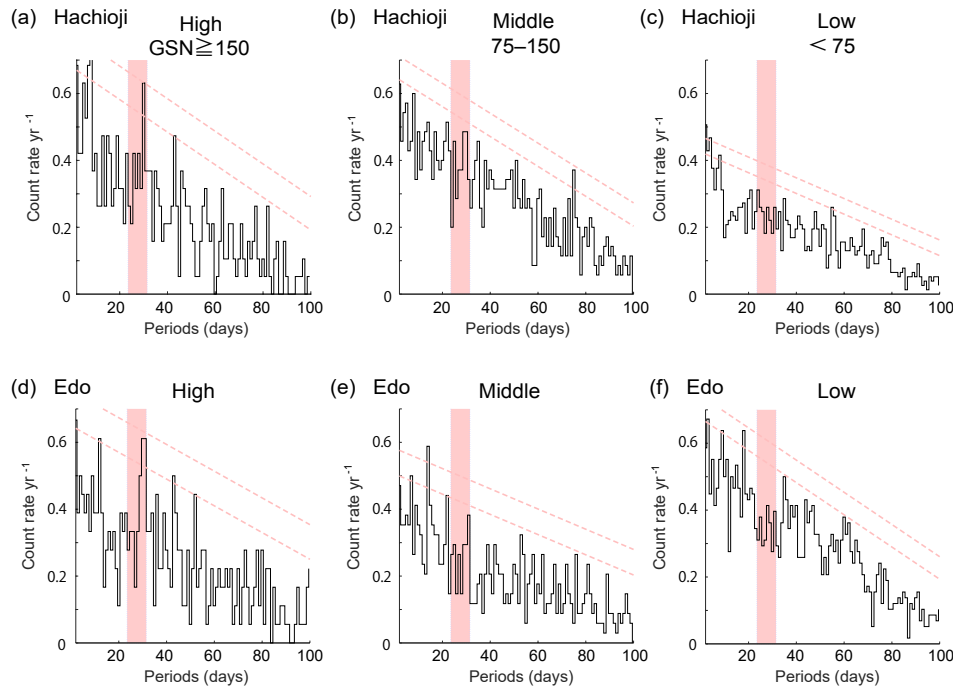 (a) Hachioji High
GSN≧150
Count rate yr -1
0.6
0.4
0.2
0
20 40 60 80 100
Periods (days)
(b) Hachioji Middle
75–150
Count rate yr -1
0.6
0.4
0.2
0
20 40 60 80 100
Periods (days)
(c) Hachioji Low
< 75
Count rate yr -1
0.6
0.4
0.2
0
20 40 60 80 100
Periods (days)
(d) Edo High
Count rate yr -1
0.6
0.4
0.2
0
20 40 60 80 100
Periods (days)
(e) Edo Middle
Count rate yr -1
0.6
0.4
0.2
0
20 40 60 80 100
Periods (days)
(f) Edo Low
Count rate yr -1
0.6
0.4
0.2
0
20 40 60 80 100
Periods (days)